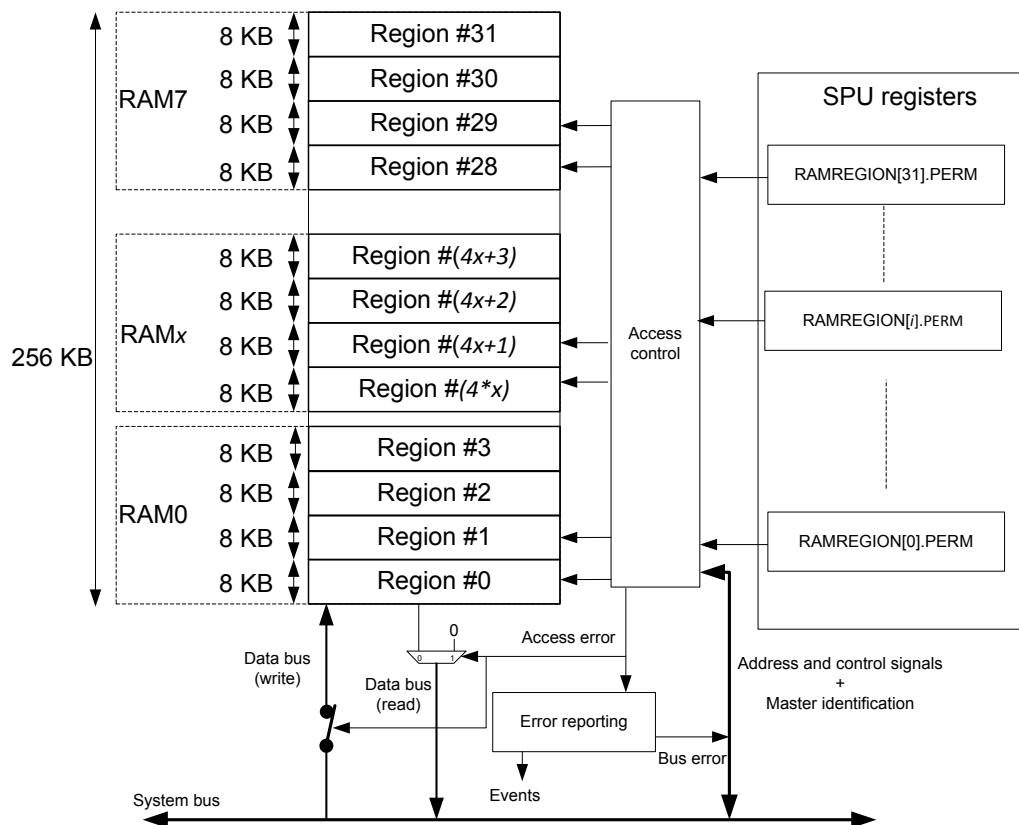 256 KB
RAM7
8 KB
Region #31
8 KB
Region #30
8 KB
Region #29
8 KB
Region #28
RAMx
8 KB
Region #(4x+3)
8 KB
Region #(4x+2)
8 KB
Region #(4x+1)
8 KB
Region #(4*x)
RAM0
8 KB
Region #3
8 KB
Region #2
8 KB
Region #1
8 KB
Region #0
Access
control
SPU registers
RAMREGION[31].PERM
RAMREGION[i].PERM
RAMREGION[0].PERM
0
0
1
Access error
Data bus
(write)
Data bus
(read)
Error reporting
Bus error
Events
Address and control signals
+
Master identification
System bus